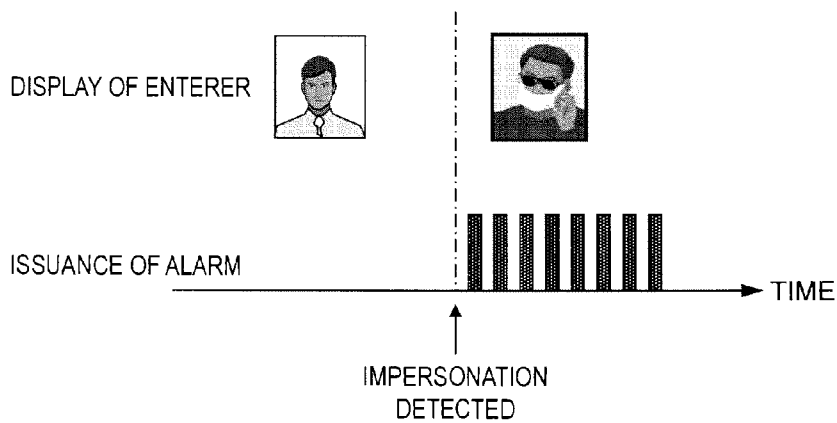 DISPLAY OF ENTERER
ISSUANCE OF ALARM
TIME
IMPERSONATION
DETECTED